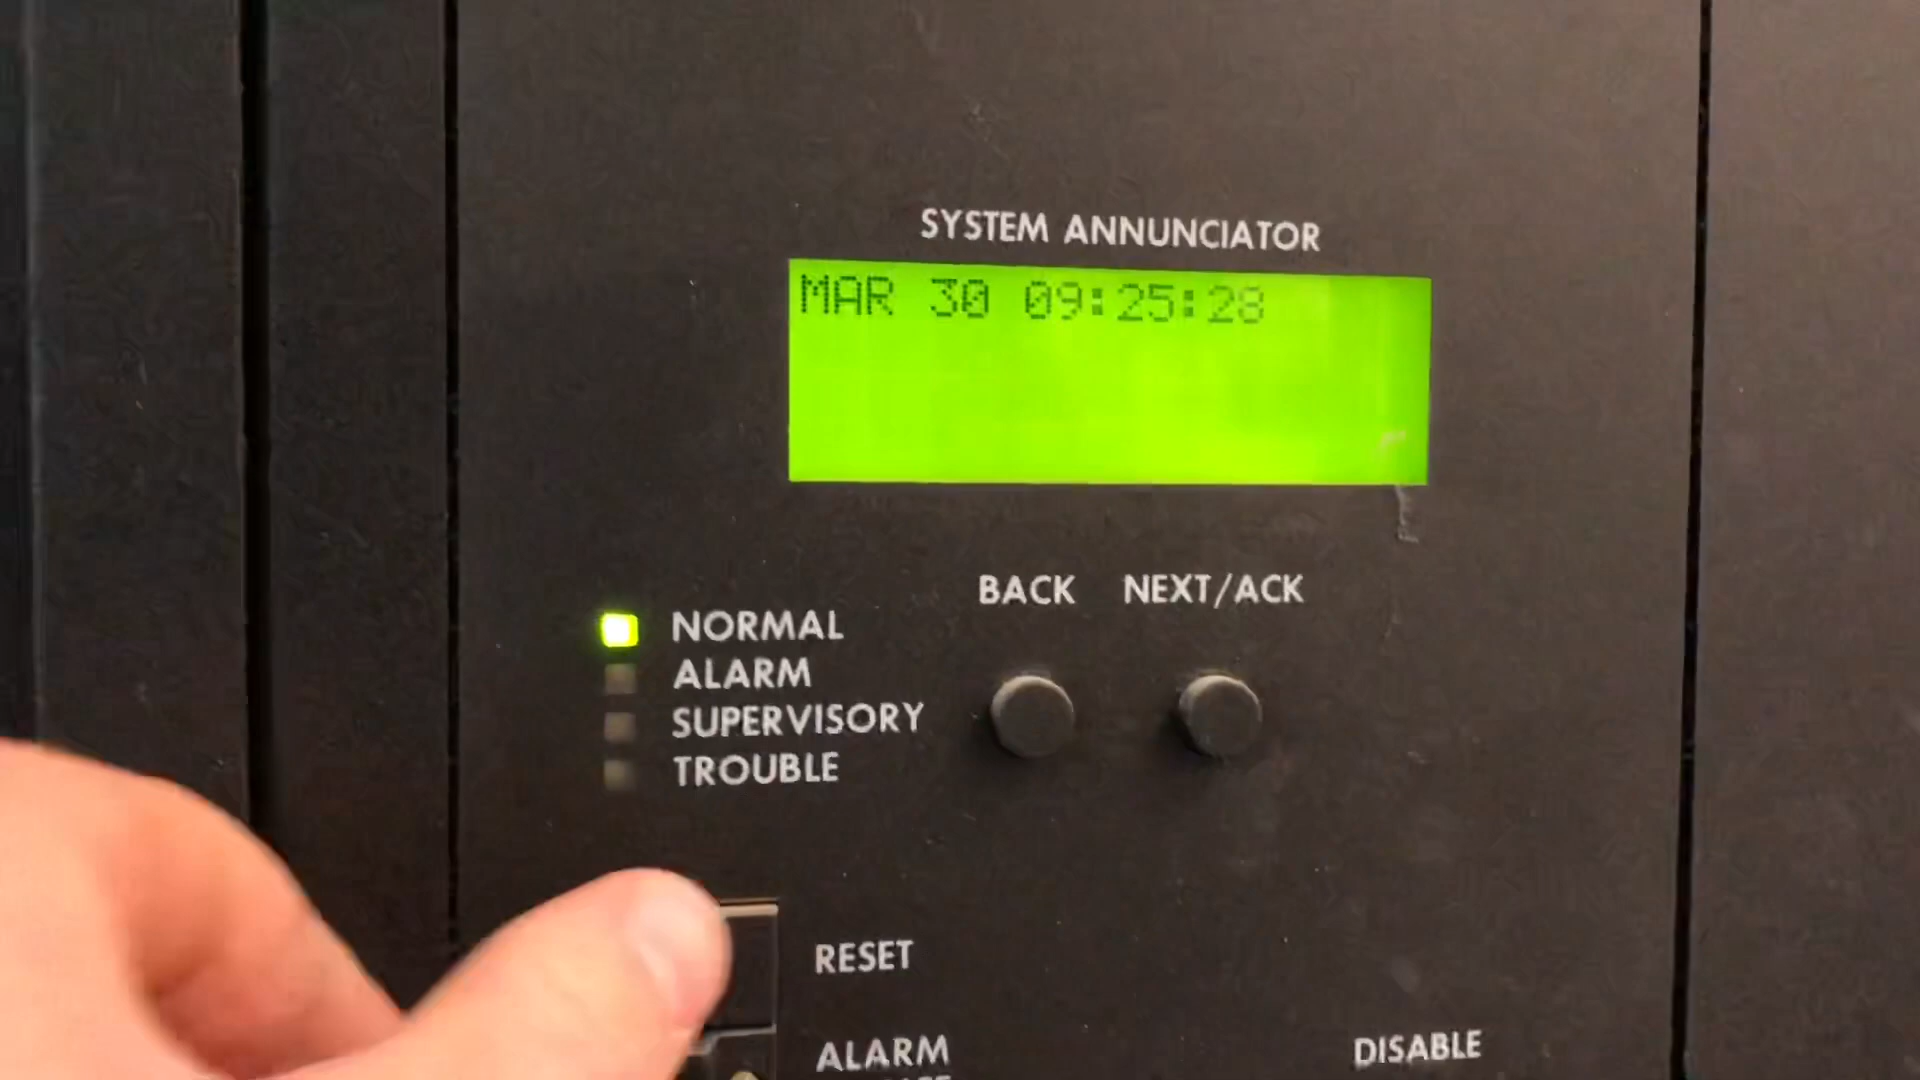 SYSTEM ANNUNCIATOR
MAR 30 09:25:28
BACK NEXT/ACK
NORMAL
ALARM
SUPERVISORY
TROUBLE
RESET
ALARM
DISABLE